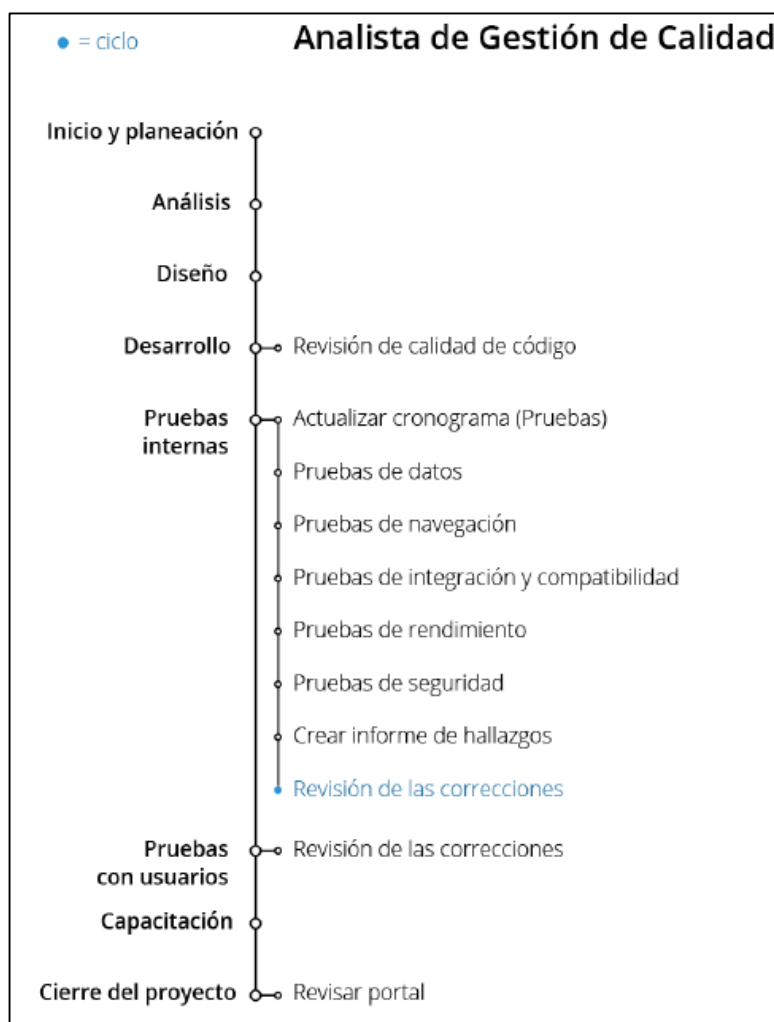 = ciclo
Analista de Gestión de Calidad
Inicio y planeación
Análisis
Diseño
Desarrollo
Revisión de calidad de código
Pruebas
internas
Actualizar cronograma (Pruebas)
Pruebas de datos
Pruebas de navegación
Pruebas de integración y compatibilidad
Pruebas de rendimiento
Pruebas de seguridad
Crear informe de hallazgos
Revisión de las correcciones
Pruebas
con usuarios
Revisión de las correcciones
Capacitación
Cierre del proyecto
Revisar portal